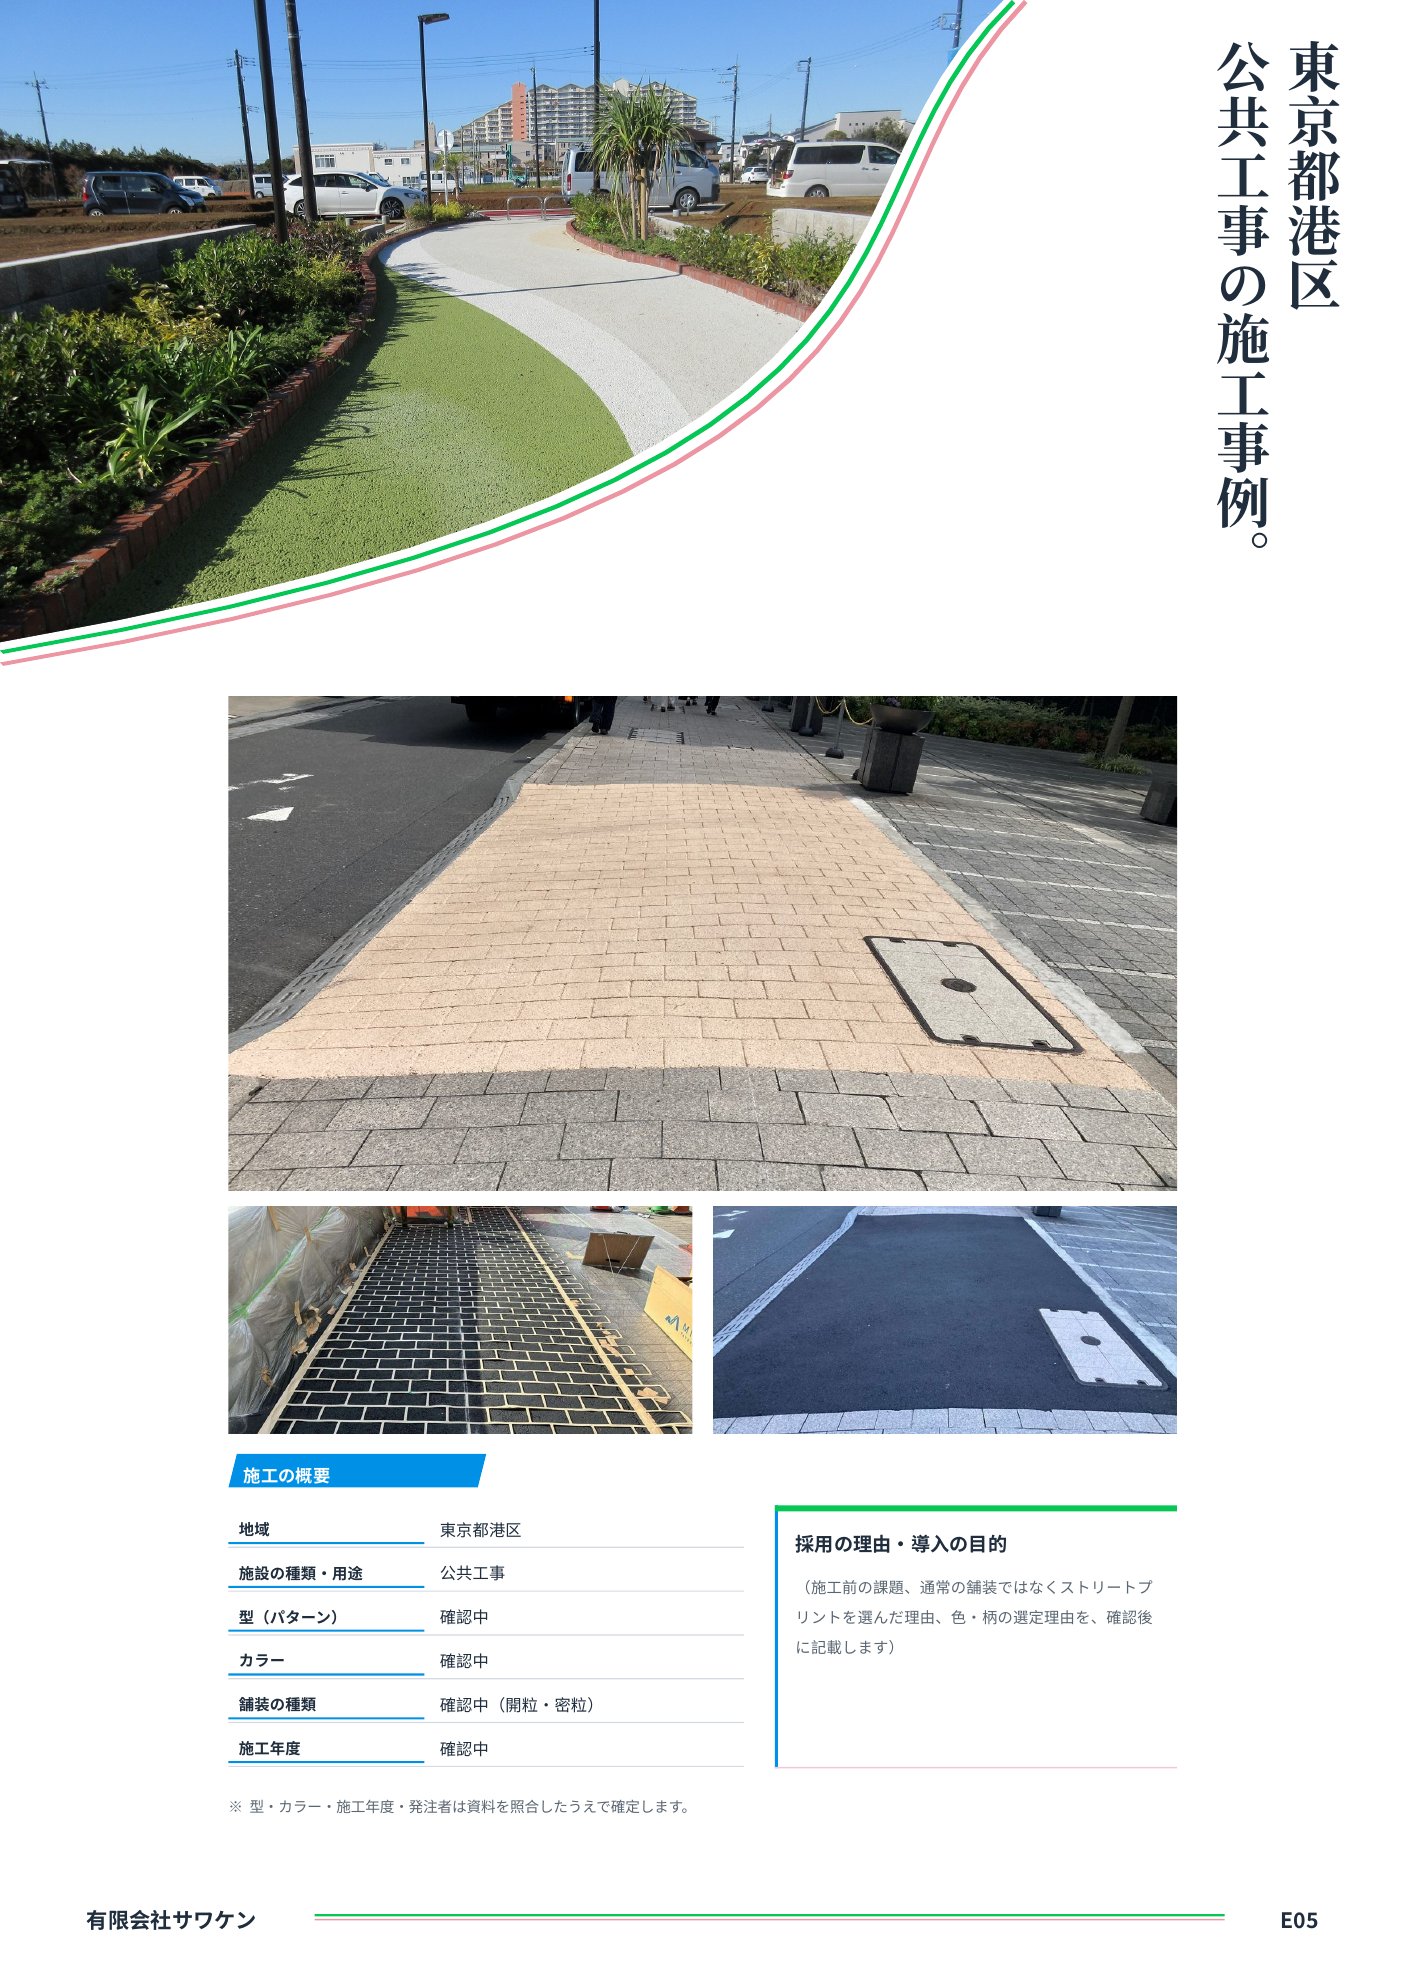 東京都港区
公共工事の施工事例。
施工の概要
地域 東京都港区
施設の種類・用途 公共工事
型（パターン） 確認中
カラー 確認中
舗装の種類 確認中（開粒・密粒）
施工年度 確認中
採用の理由・導入の目的
（施工前の課題、通常の舗装ではなくストリートプ
リントを選んだ理由、色・柄の選定理由を、確認後
に記載します）
※ 型・カラー・施工年度・発注者は資料を照合したうえで確定します。
有限会社サワケン
E05